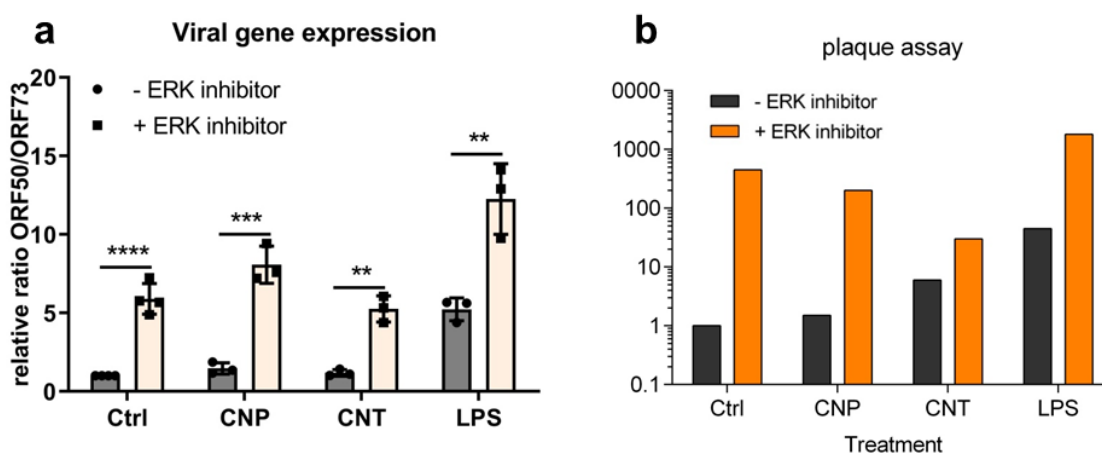 a
Viral gene expression
relative ratio ORF50/ORF73
20
15
10
5
0
- ERK inhibitor
+ ERK inhibitor
****
***
**
**
Ctrl
CNP
CNT
LPS
b
plaque assay
0000
1000
100
10
1
0.1
- ERK inhibitor
+ ERK inhibitor
Ctrl
CNP
CNT
LPS
Treatment